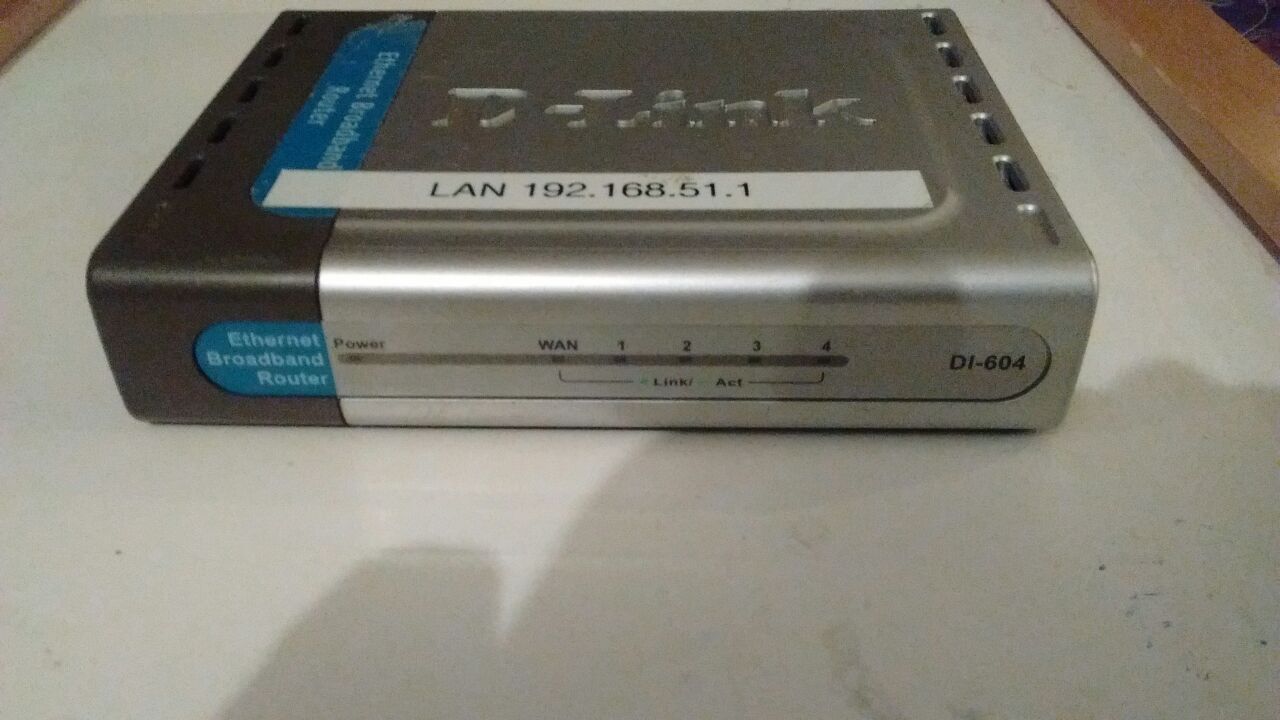 Ethernet Broadband
Router
D-Link
LAN 192.168.51.1
Ethernet
Broadband
Router
Power
WAN 1 2 3 4
Link/ Act
DI-604